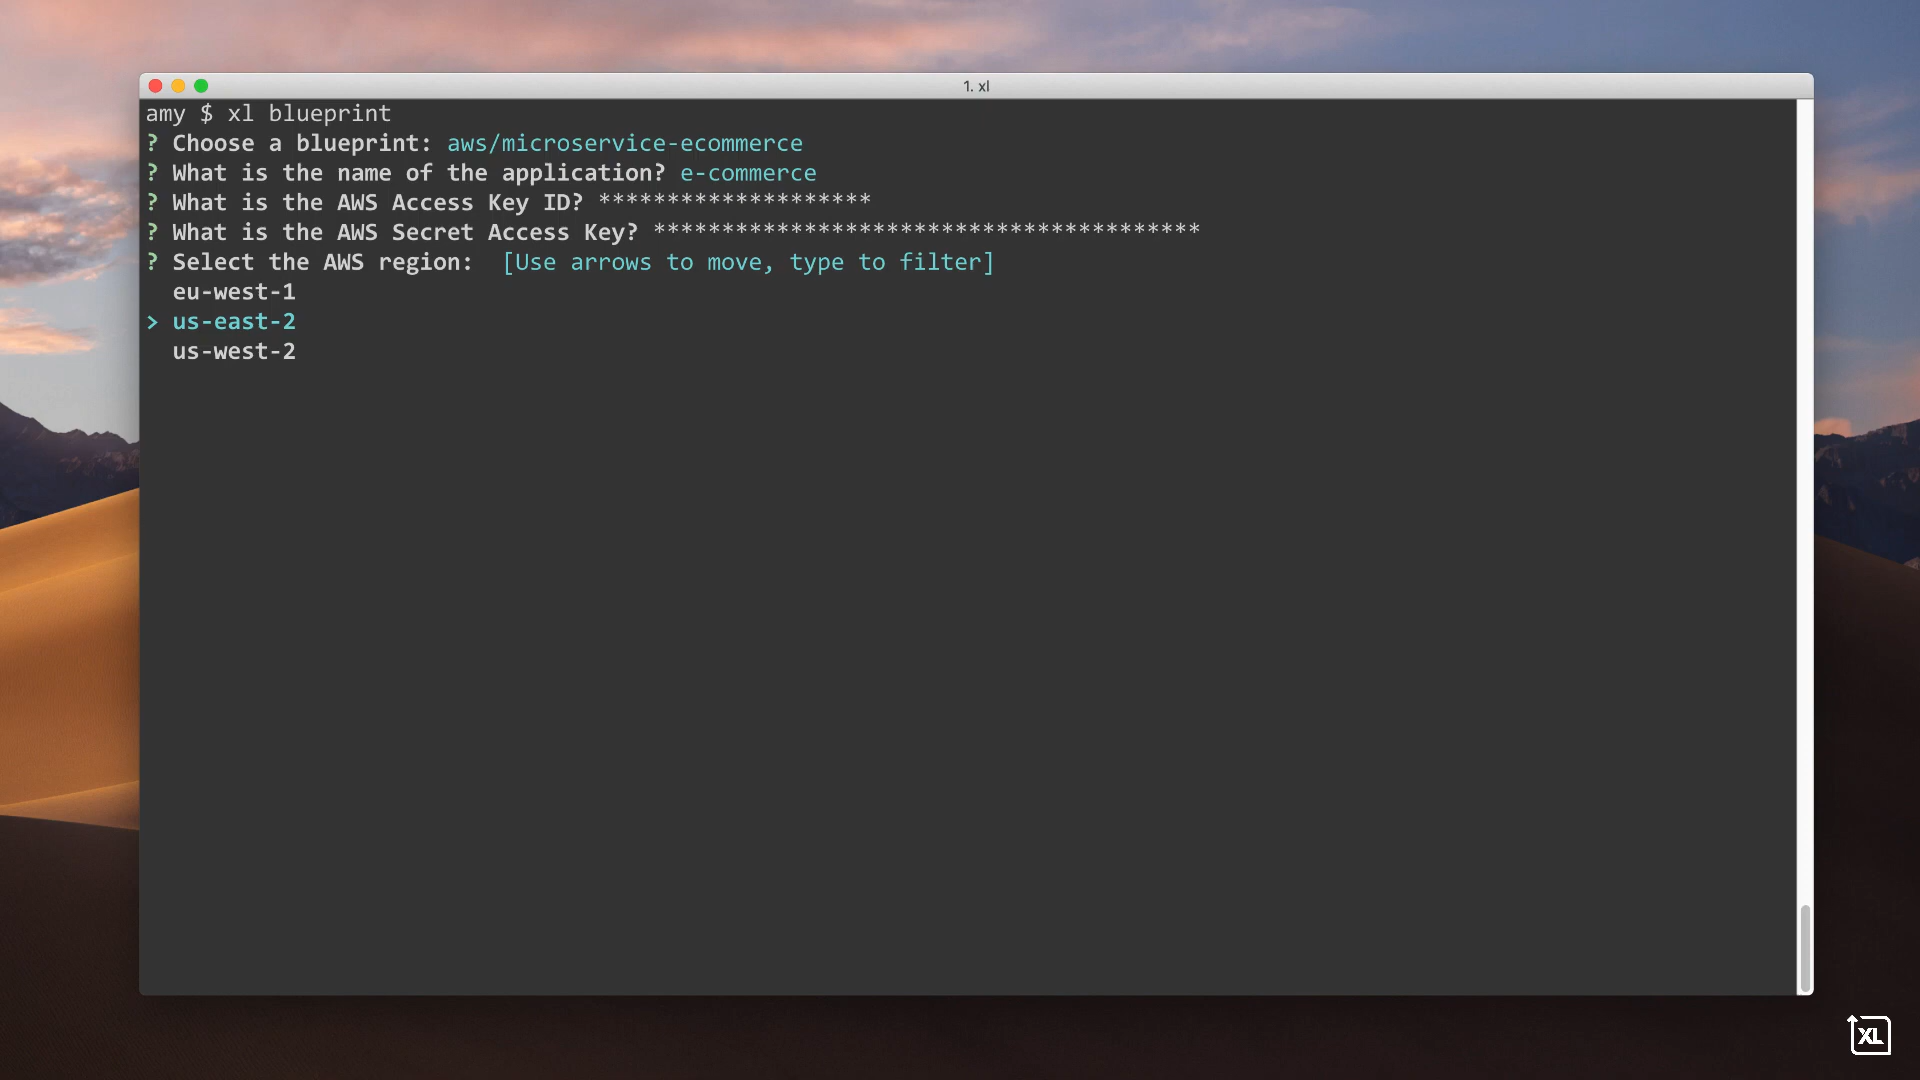 1. xl
amy $ xl blueprint
? Choose a blueprint: aws/microservice-ecommerce
? What is the name of the application? e-commerce
? What is the AWS Access Key ID? ********************
? What is the AWS Secret Access Key? ****************************************
? Select the AWS region:  [Use arrows to move, type to filter]
  eu-west-1
> us-east-2
  us-west-2
XL